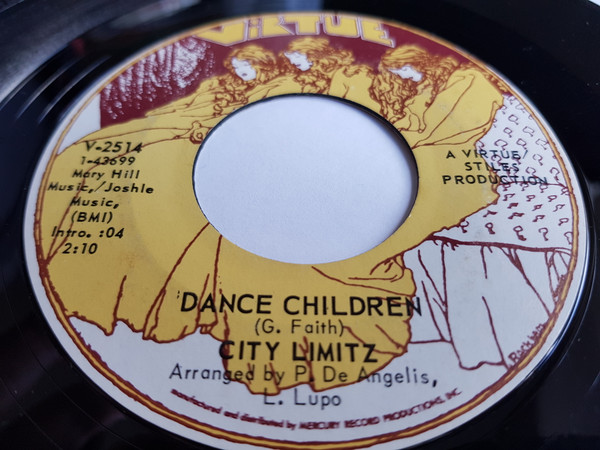 VIRTUE
V-2514
1-43699
Mary Hill
Music,/Joshle
Music,
(BMI)
Intro. :04
2:10
A VIRTUE/
STILES
PRODUCTION
DANCE CHILDREN
(G. Faith)
CITY LIMITZ
Arranged by P. De Angelis,
L. Lupo
manufactured and distributed by MERCURY RECORD PRODUCTIONS, INC.